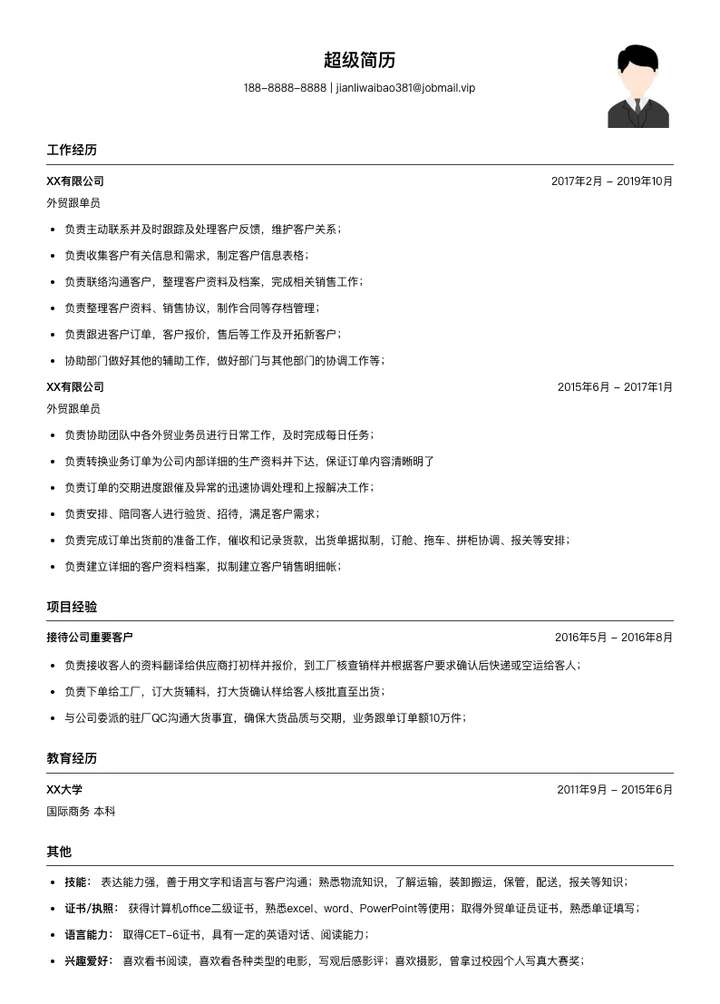 超级简历
188-8888-8888 | jianliwaibao381@jobmail.vip
工作经历
XX有限公司 2017年2月 - 2019年10月
外贸跟单员
• 负责主动联系并及时跟踪及处理客户反馈，维护客户关系；
• 负责收集客户有关信息和需求，制定客户信息表格；
• 负责联络沟通客户，整理客户资料及档案，完成相关销售工作；
• 负责整理客户资料、销售协议，制作合同等存档管理；
• 负责跟进客户订单，客户报价，售后等工作及开拓新客户；
• 协助部门做好其他的辅助工作，做好部门与其他部门的协调工作等；
XX有限公司 2015年6月 - 2017年1月
外贸跟单员
• 负责协助团队中各外贸业务员进行日常工作，及时完成每日任务；
• 负责转换业务订单为公司内部详细的生产资料并下达，保证订单内容清晰明了
• 负责订单的交期进度跟催及异常的迅速协调处理和上报解决工作；
• 负责安排、陪同客人进行验货、招待，满足客户需求；
• 负责完成订单出货前的准备工作，催收和记录货款，出货单据拟制，订舱、拖车、拼柜协调、报关等安排；
• 负责建立详细的客户资料档案，拟制建立客户销售明细帐；
项目经验
接待公司重要客户 2016年5月 - 2016年8月
• 负责接收客人的资料翻译给供应商打初样并报价，到工厂核查销样并根据客户要求确认后快递或空运给客人；
• 负责下单给工厂，订大货辅料，打大货确认样给客人核批直至出货；
• 与公司委派的驻厂QC沟通大货事宜，确保大货品质与交期，业务跟单订单额10万件；
教育经历
XX大学 2011年9月 - 2015年6月
国际商务 本科
其他
• 技能： 表达能力强，善于用文字和语言与客户沟通；熟悉物流知识，了解运输，装卸搬运，保管，配送，报关等知识；
• 证书/执照： 获得计算机office二级证书，熟悉excel、word、PowerPoint等使用；取得外贸单证员证书，熟悉单证填写；
• 语言能力： 取得CET-6证书，具有一定的英语对话、阅读能力；
• 兴趣爱好： 喜欢看书阅读，喜欢看各种类型的电影，写观后感影评；喜欢摄影，曾拿过校园个人写真大赛奖；